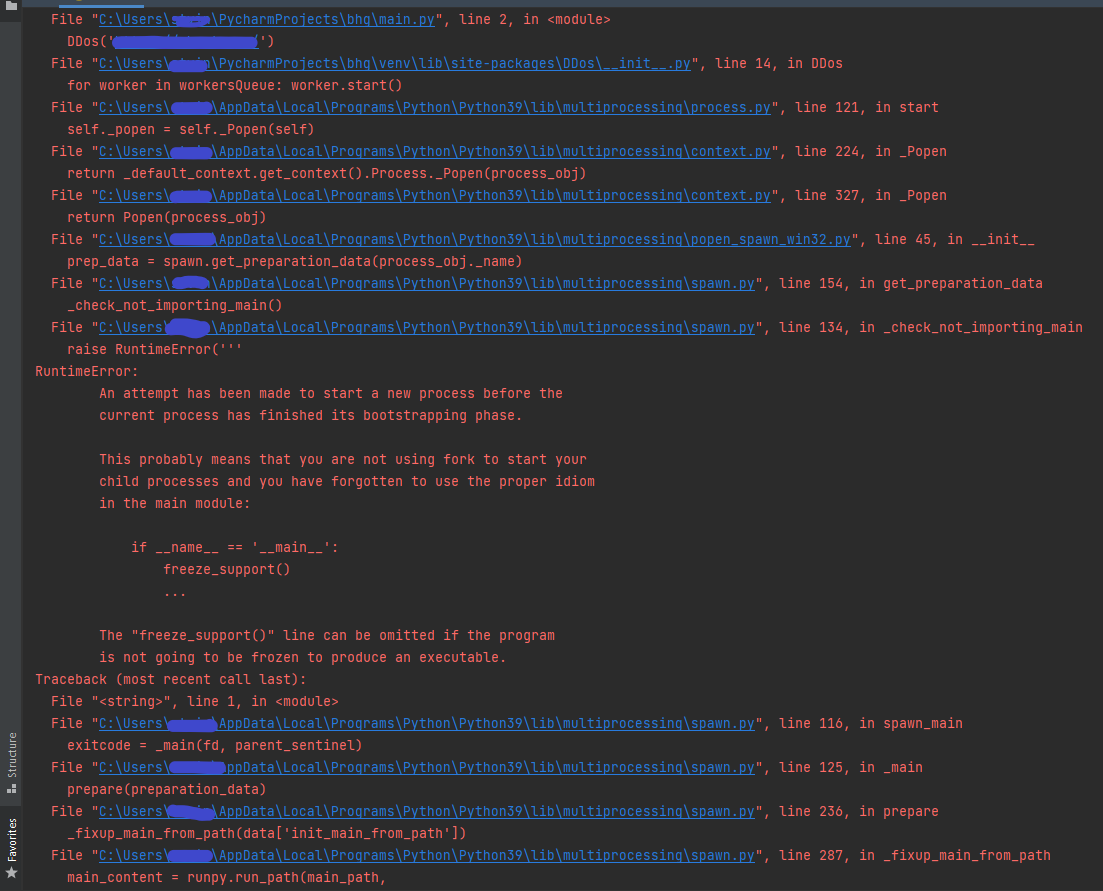 File "C:\Users\\PycharmProjects\bhq\main.py", line 2, in <module>
DDos('')
File "C:\Users\\PycharmProjects\bhq\venv\lib\site-packages\DDos\__init__.py", line 14, in DDos
for worker in workersQueue: worker.start()
File "C:\Users\\AppData\Local\Programs\Python\Python39\lib\multiprocessing\process.py", line 121, in start
self._popen = self._Popen(self)
File "C:\Users\\AppData\Local\Programs\Python\Python39\lib\multiprocessing\context.py", line 224, in _Popen
return _default_context.get_context().Process._Popen(process_obj)
File "C:\Users\\AppData\Local\Programs\Python\Python39\lib\multiprocessing\context.py", line 327, in _Popen
return Popen(process_obj)
File "C:\Users\\AppData\Local\Programs\Python\Python39\lib\multiprocessing\popen_spawn_win32.py", line 45, in __init__
prep_data = spawn.get_preparation_data(process_obj._name)
File "C:\Users\\AppData\Local\Programs\Python\Python39\lib\multiprocessing\spawn.py", line 154, in get_preparation_data
_check_not_importing_main()
File "C:\Users\\AppData\Local\Programs\Python\Python39\lib\multiprocessing\spawn.py", line 134, in _check_not_importing_main
raise RuntimeError('''
RuntimeError:
An attempt has been made to start a new process before the
current process has finished its bootstrapping phase.
This probably means that you are not using fork to start your
child processes and you have forgotten to use the proper idiom
in the main module:
if __name__ == '__main__':
freeze_support()
...
The "freeze_support()" line can be omitted if the program
is not going to be frozen to produce an executable.
Traceback (most recent call last):
File "<string>", line 1, in <module>
File "C:\Users\\AppData\Local\Programs\Python\Python39\lib\multiprocessing\spawn.py", line 116, in spawn_main
exitcode = _main(fd, parent_sentinel)
File "C:\Users\ppData\Local\Programs\Python\Python39\lib\multiprocessing\spawn.py", line 125, in _main
prepare(preparation_data)
File "C:\Users\\AppData\Local\Programs\Python\Python39\lib\multiprocessing\spawn.py", line 236, in prepare
_fixup_main_from_path(data['init_main_from_path'])
File "C:\Users\\AppData\Local\Programs\Python\Python39\lib\multiprocessing\spawn.py", line 287, in _fixup_main_from_path
main_content = runpy.run_path(main_path,
Structure
Favorites